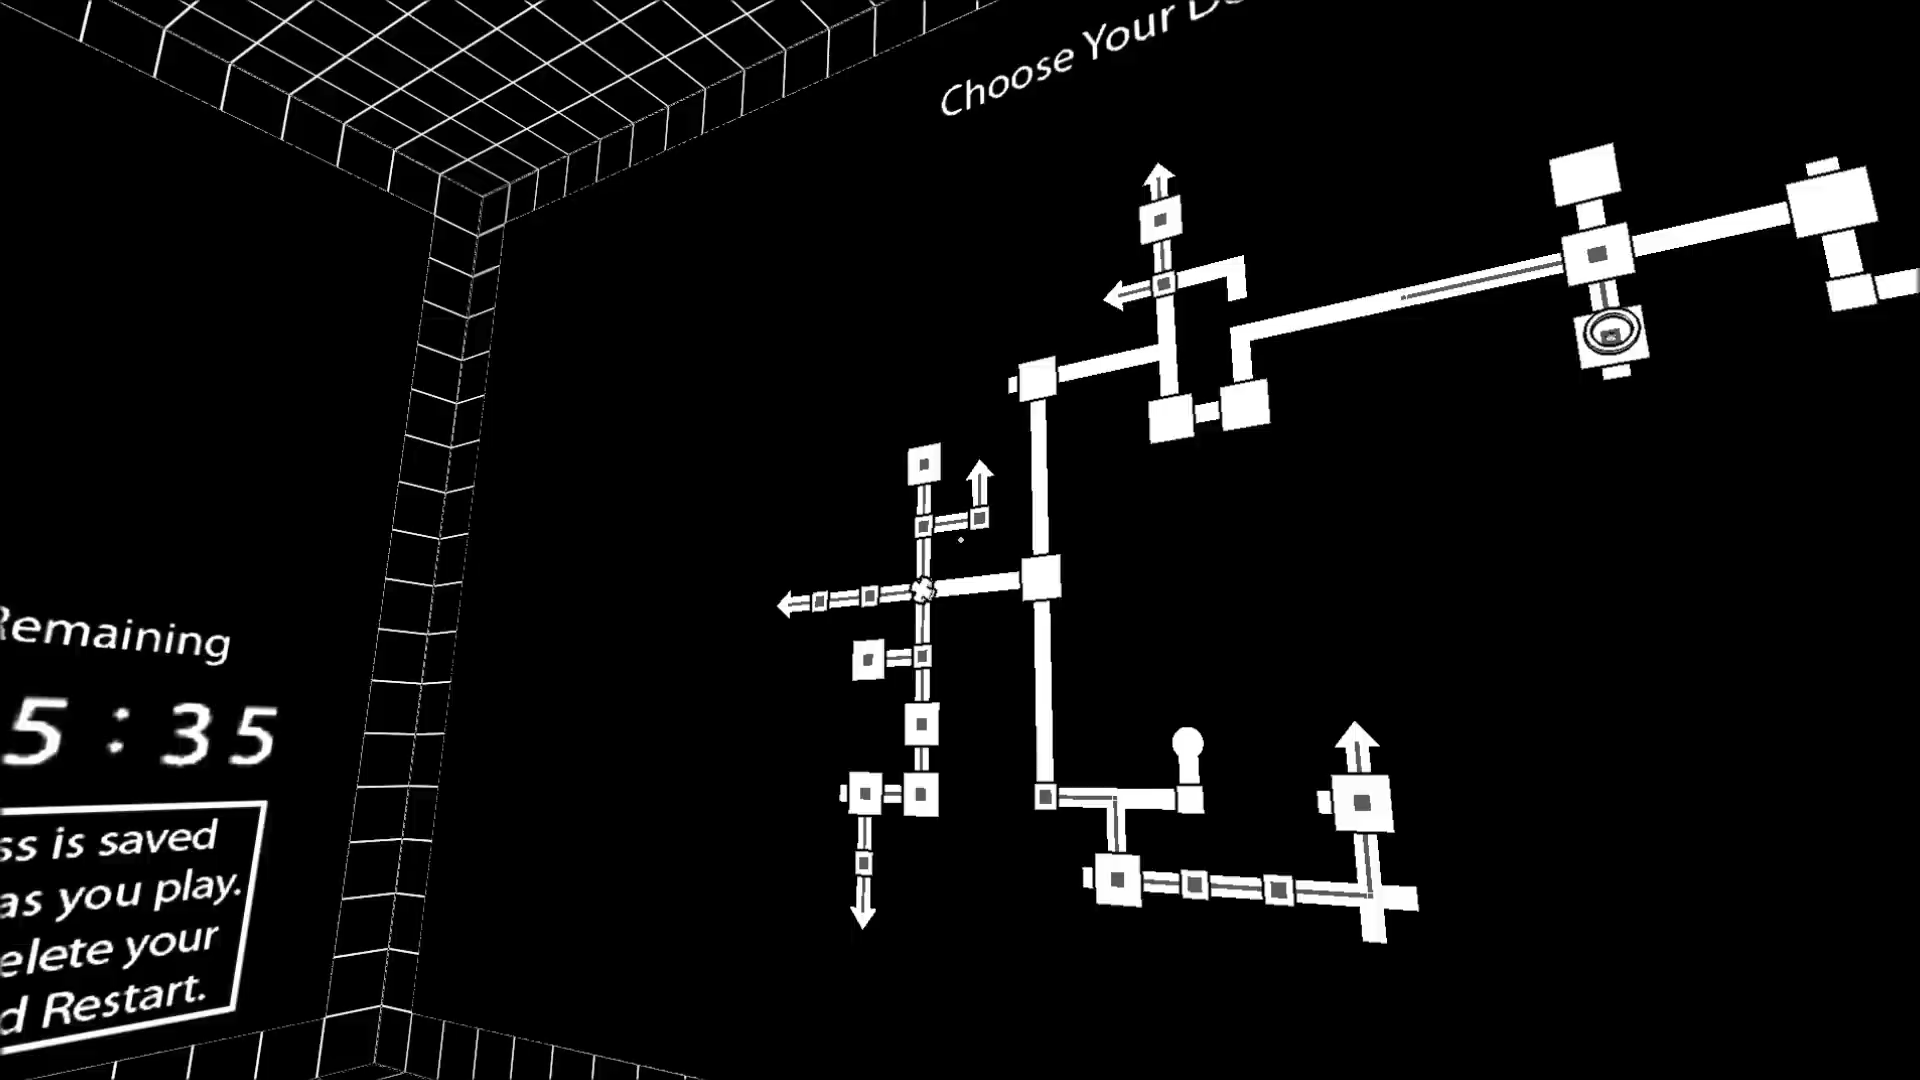 Choose Your
Remaining
5:35
ss is saved
as you play.
elete your
d Restart.